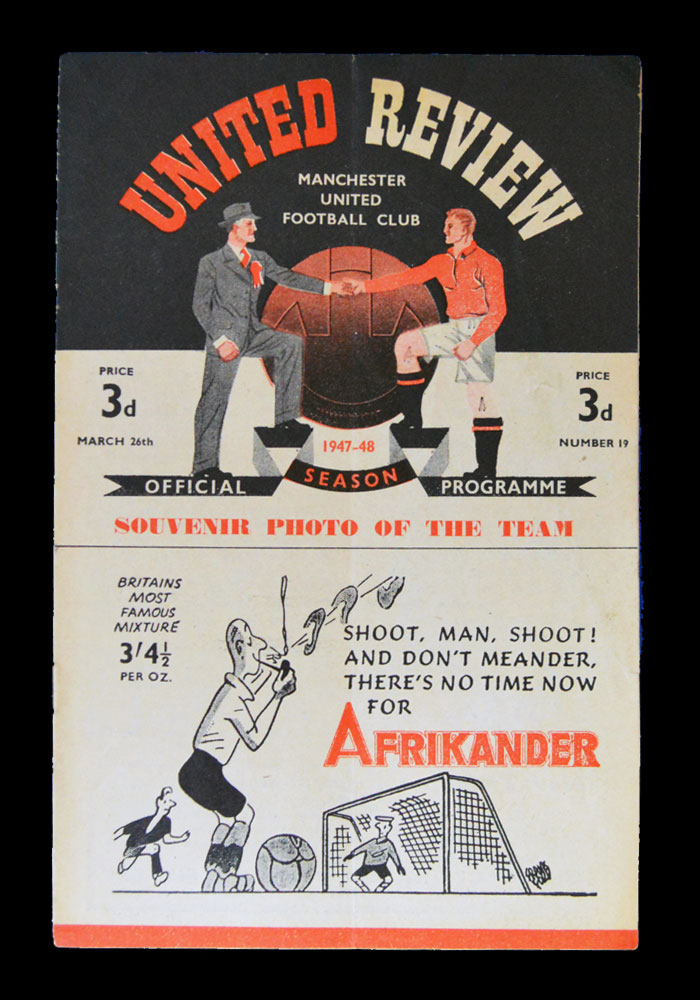 UNITED REVIEW
MANCHESTER
UNITED
FOOTBALL CLUB
PRICE
3d
MARCH 26th
PRICE
3d
NUMBER 19
1947-48
OFFICIAL SEASON PROGRAMME
SOUVENIR PHOTO OF THE TEAM
BRITAINS
MOST
FAMOUS
MIXTURE
3/4½
PER OZ.
SHOOT, MAN, SHOOT!
AND DON'T MEANDER,
THERE'S NO TIME NOW
FOR
AFRIKANDER